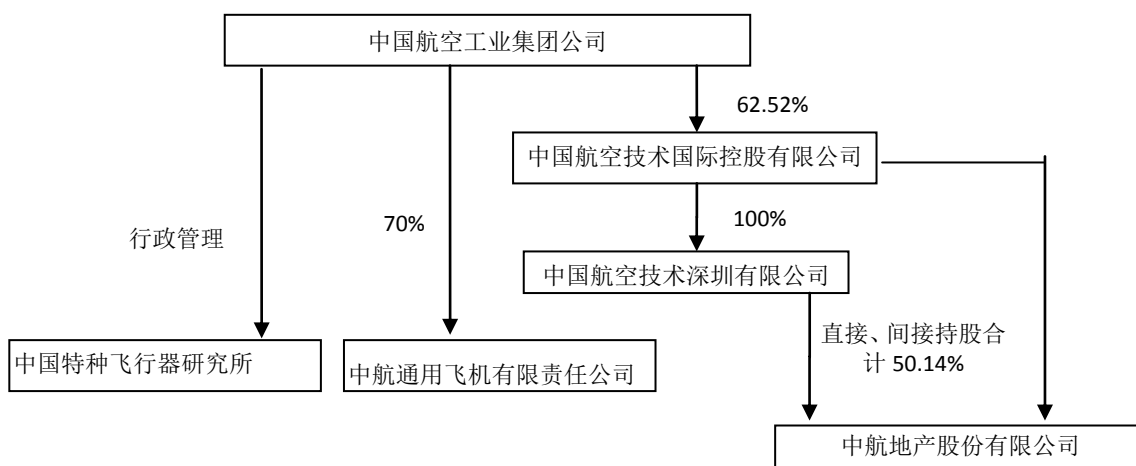 中国航空工业集团公司
62.52%
中国航空技术国际控股有限公司
行政管理
70%
100%
中国航空技术深圳有限公司
直接、间接持股合
计 50.14%
中国特种飞行器研究所
中航通用飞机有限责任公司
中航地产股份有限公司